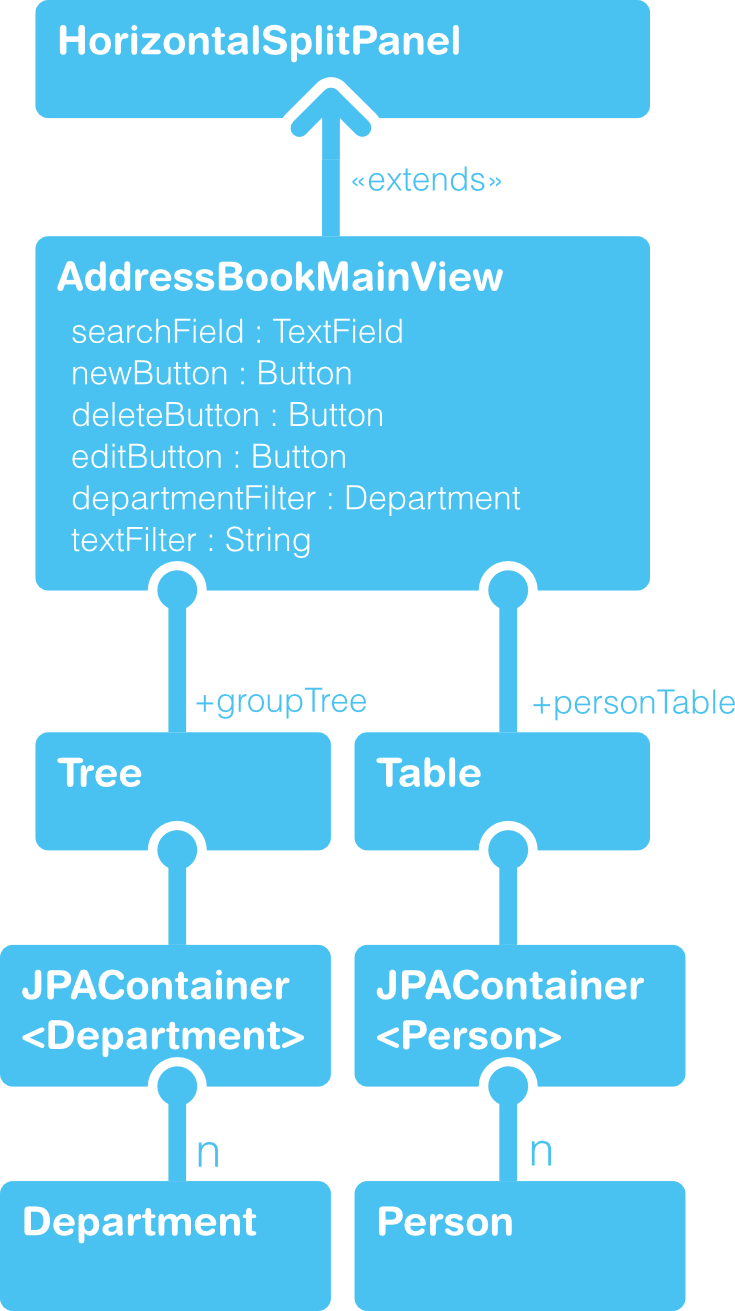 HorizontalSplitPanel
«extends»
AddressBookMainView
searchField : TextField
newButton : Button
deleteButton : Button
editButton : Button
departmentFilter : Department
textFilter : String
+groupTree
+personTable
Tree
Table
JPAContainer
<Department>
JPAContainer
<Person>
n
n
Department
Person